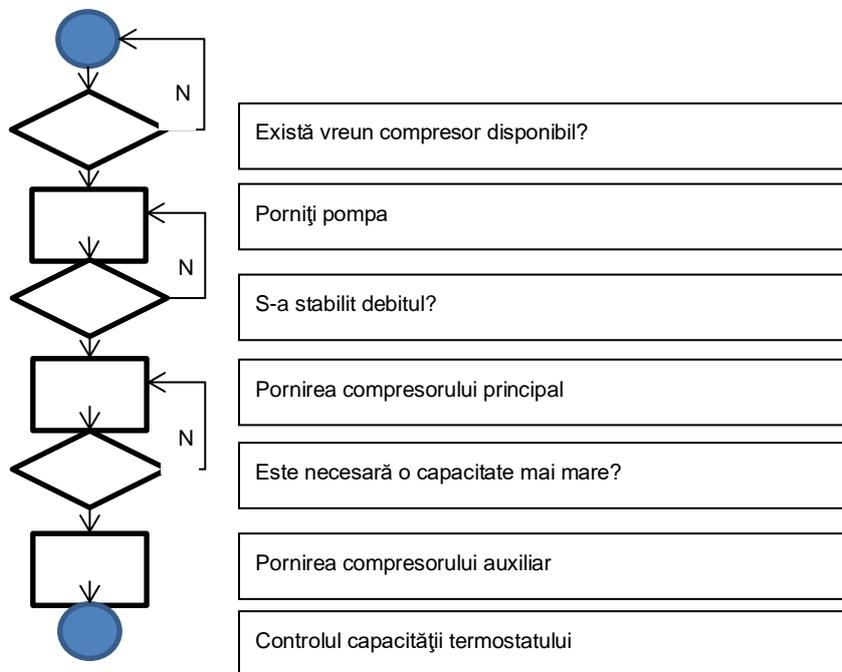 N
Există vreun compresor disponibil?
Porniţi pompa
N
S-a stabilit debitul?
Pornirea compresorului principal
N
Este necesară o capacitate mai mare?
Pornirea compresorului auxiliar
Controlul capacităţii termostatului